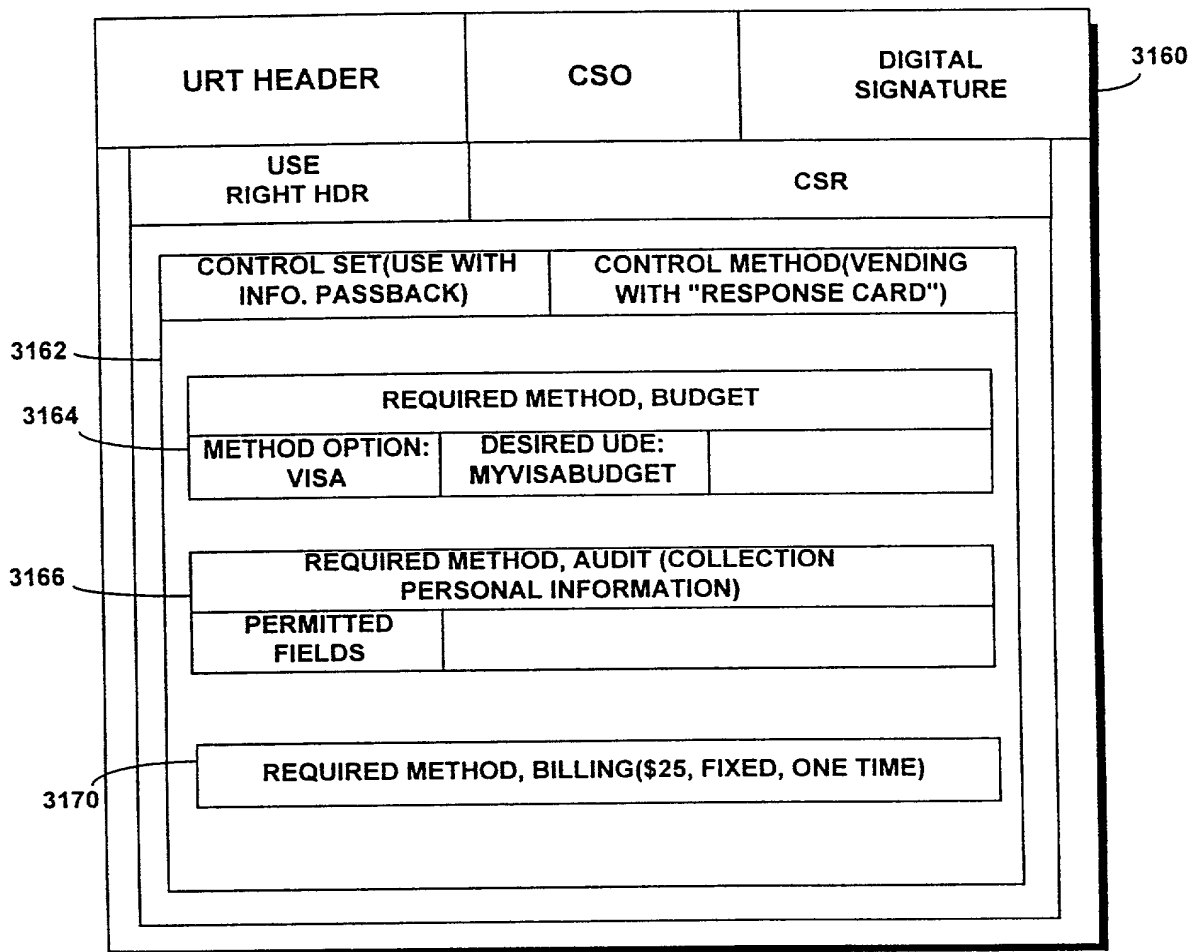 URT HEADER
CSO
DIGITAL
SIGNATURE
3160
USE
RIGHT HDR
CSR
CONTROL SET(USE WITH
INFO. PASSBACK)
CONTROL METHOD(VENDING
WITH "RESPONSE CARD")
3162
REQUIRED METHOD, BUDGET
3164
METHOD OPTION:
VISA
DESIRED UDE:
MYVISABUDGET
REQUIRED METHOD, AUDIT (COLLECTION
PERSONAL INFORMATION)
3166
PERMITTED
FIELDS
REQUIRED METHOD, BILLING($25, FIXED, ONE TIME)
3170